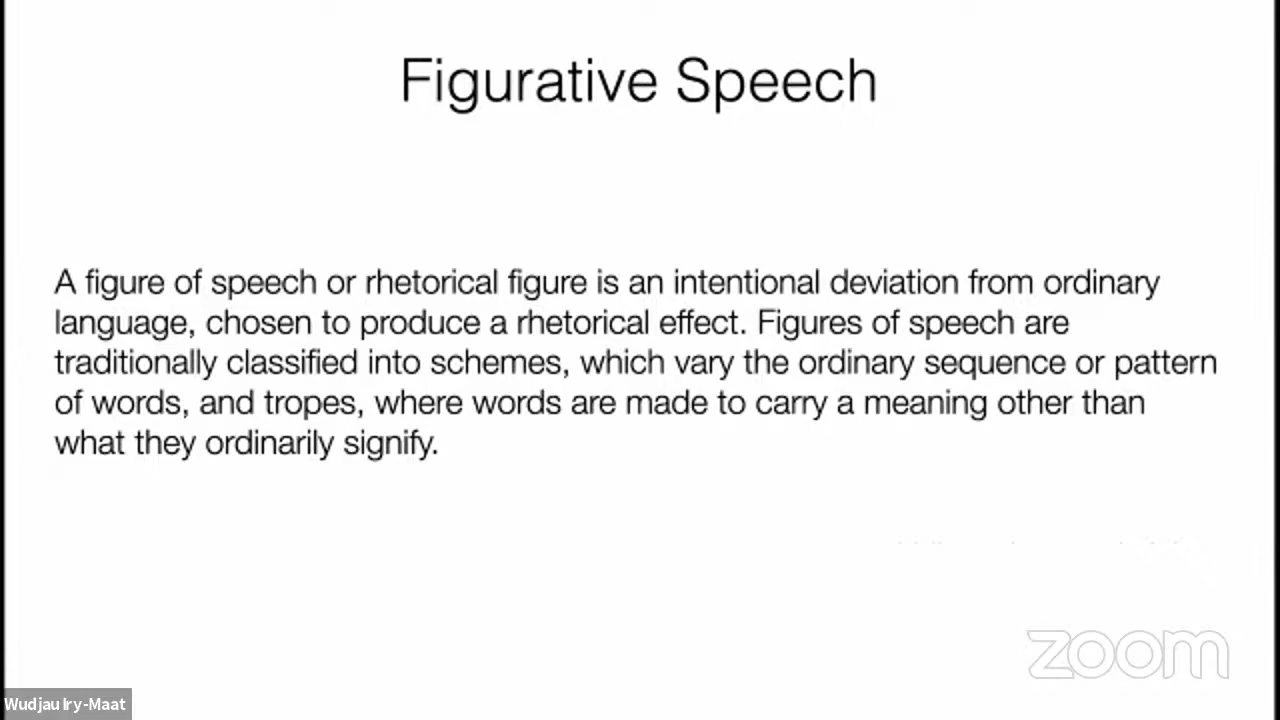 Figurative Speech
A figure of speech or rhetorical figure is an intentional deviation from ordinary
language, chosen to produce a rhetorical effect. Figures of speech are
traditionally classified into schemes, which vary the ordinary sequence or pattern
of words, and tropes, where words are made to carry a meaning other than
what they ordinarily signify.
zoom
Wudjau Iry-Maat